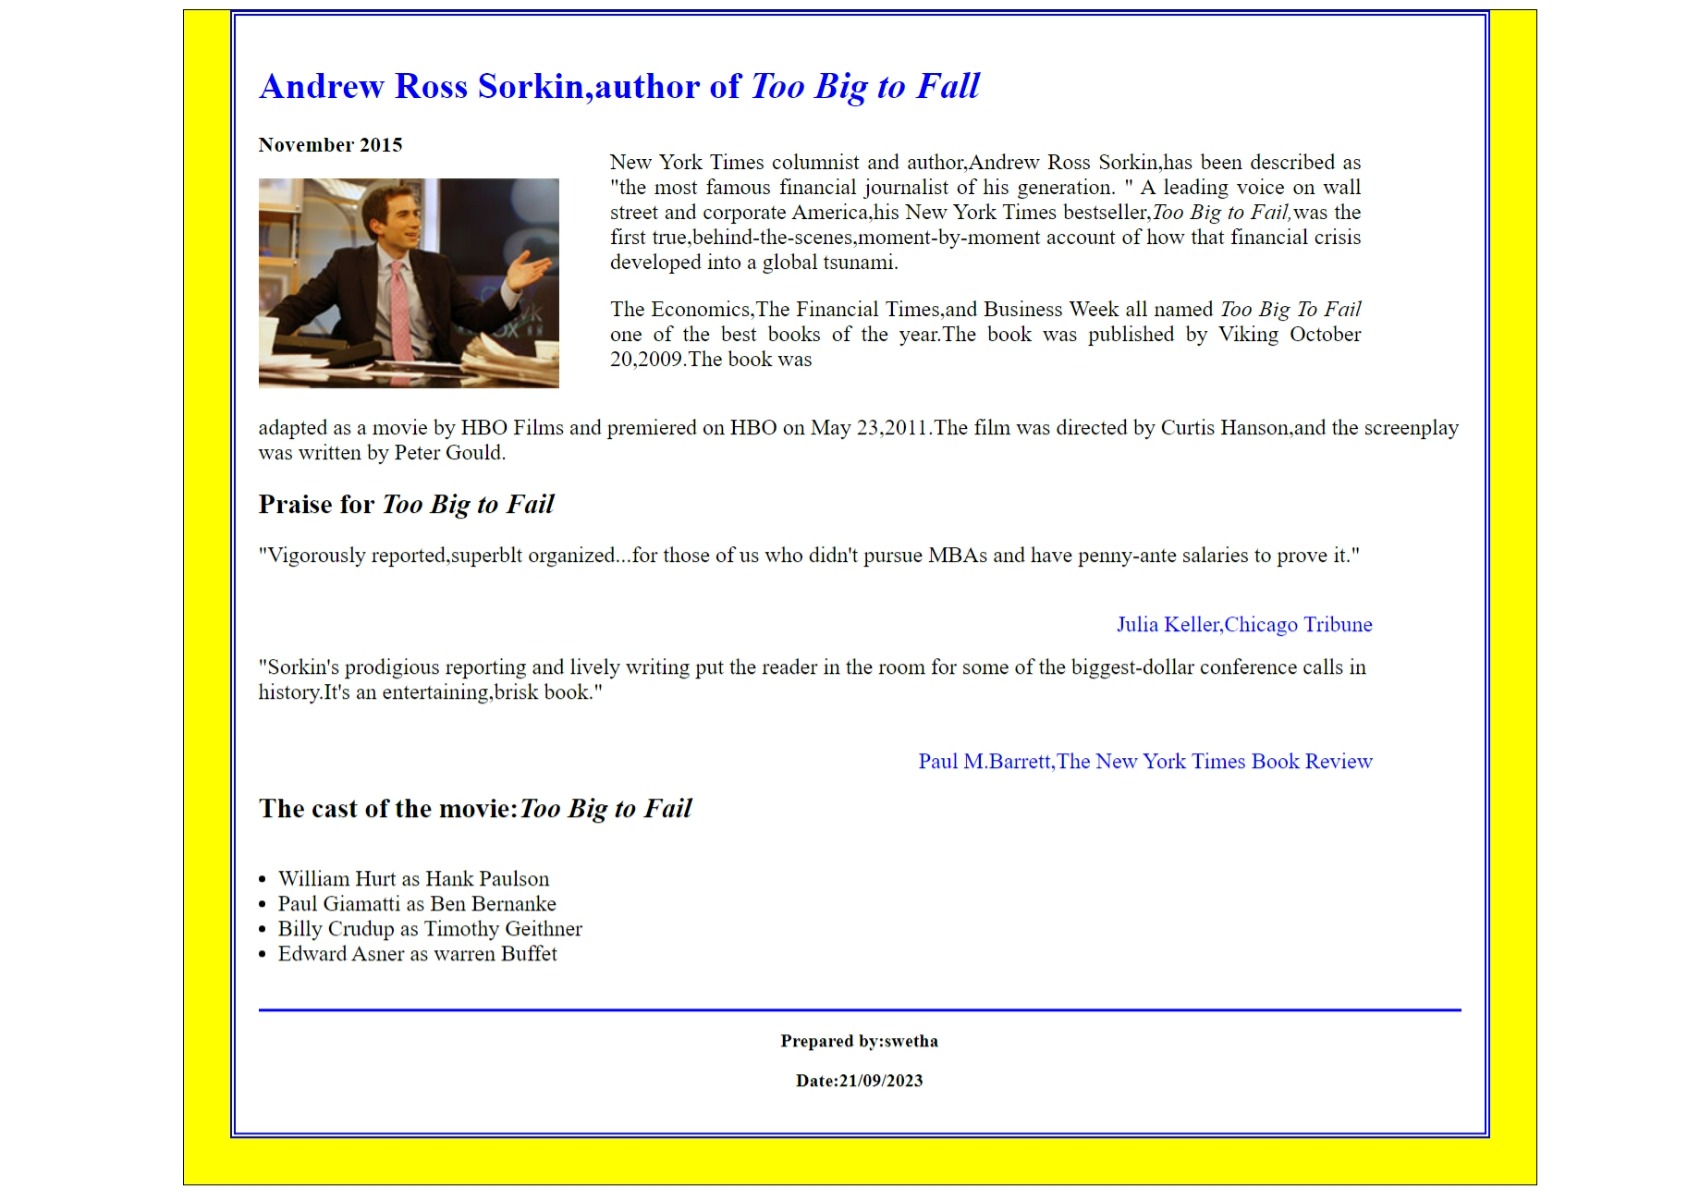 Andrew Ross Sorkin,author of Too Big to Fall
November 2015
New York Times columnist and author,Andrew Ross Sorkin,has been described as
"the most famous financial journalist of his generation. " A leading voice on wall
street and corporate America,his New York Times bestseller,Too Big to Fail,was the
first true,behind-the-scenes,moment-by-moment account of how that financial crisis
developed into a global tsunami.
The Economics,The Financial Times,and Business Week all named Too Big To Fail
one of the best books of the year.The book was published by Viking October
20,2009.The book was
adapted as a movie by HBO Films and premiered on HBO on May 23,2011.The film was directed by Curtis Hanson,and the screenplay
was written by Peter Gould.
Praise for Too Big to Fail
"Vigorously reported,superblt organized...for those of us who didn't pursue MBAs and have penny-ante salaries to prove it."
Julia Keller,Chicago Tribune
"Sorkin's prodigious reporting and lively writing put the reader in the room for some of the biggest-dollar conference calls in
history.It's an entertaining,brisk book."
Paul M.Barrett,The New York Times Book Review
The cast of the movie:Too Big to Fail
• William Hurt as Hank Paulson
• Paul Giamatti as Ben Bernanke
• Billy Crudup as Timothy Geithner
• Edward Asner as warren Buffet
Prepared by:swetha
Date:21/09/2023